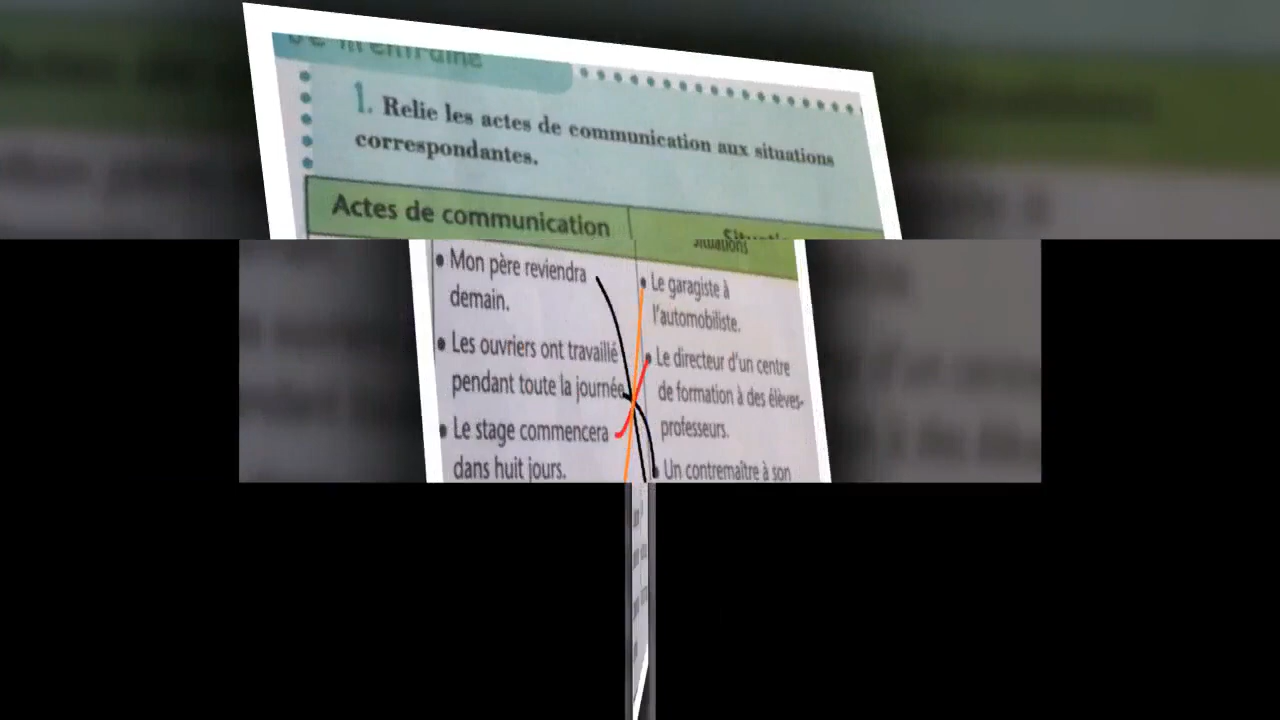 1. Relie les actes de communication aux situations
correspondantes.
Actes de communication
Situations
• Mon père reviendra
demain.
• Les ouvriers ont travaillé
pendant toute la journée
• Le stage commencera
dans huit jours.
• Le garagiste à
l'automobiliste.
• Le directeur d'un centre
de formation à des élèves-
professeurs.
• Un contremaître à son